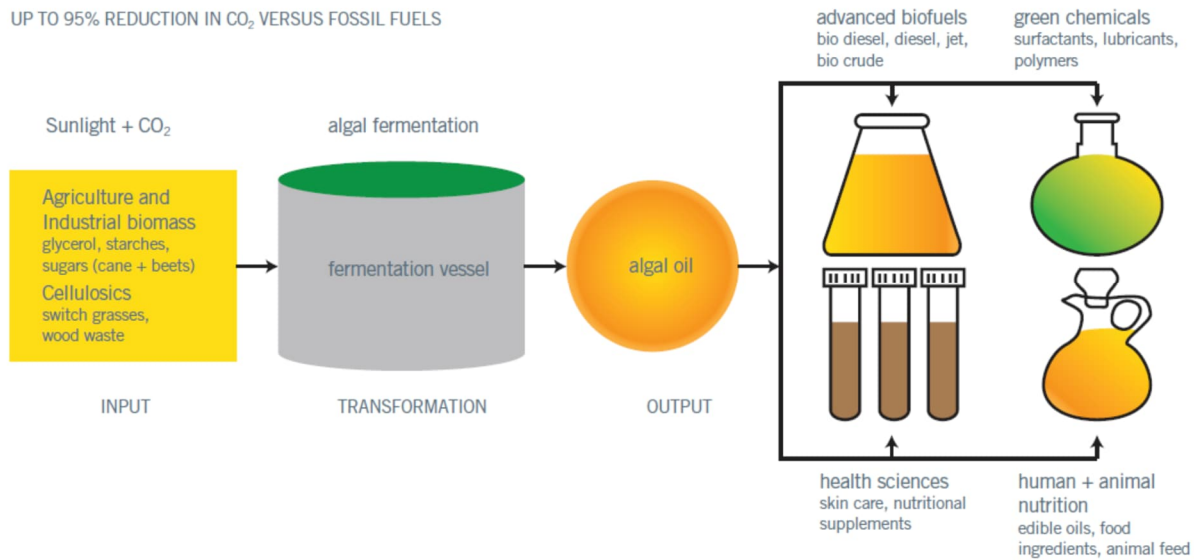 UP TO 95% REDUCTION IN CO₂ VERSUS FOSSIL FUELS
Sunlight + CO₂
Agriculture and
Industrial biomass
glycerol, starches,
sugars (cane + beets)
Cellulosics
switch grasses,
wood waste
INPUT
algal fermentation
fermentation vessel
TRANSFORMATION
algal oil
OUTPUT
advanced biofuels
bio diesel, diesel, jet,
bio crude
green chemicals
surfactants, lubricants,
polymers
health sciences
skin care, nutritional
supplements
human + animal
nutrition
edible oils, food
ingredients, animal feed